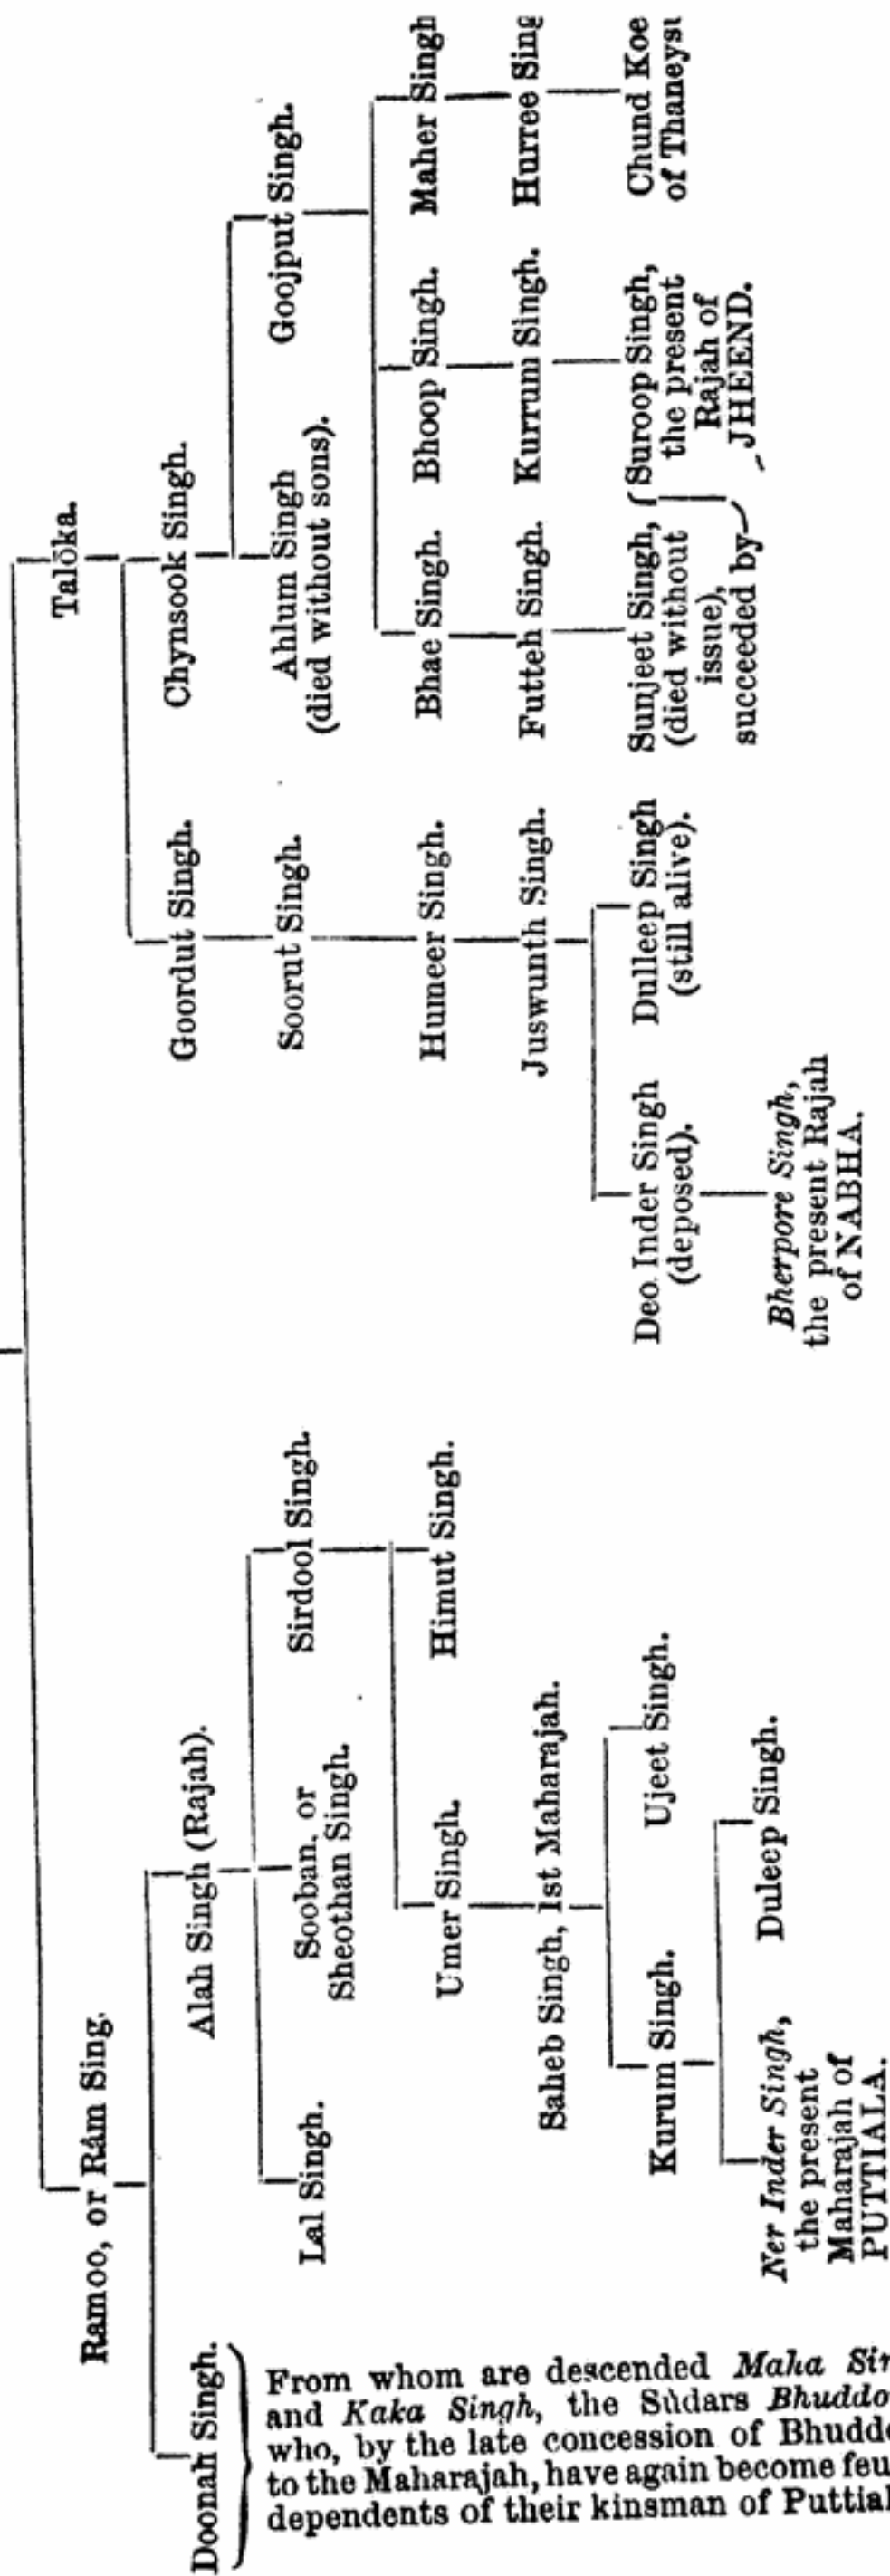 Ramoo, or Rám Sing.
Talōka.
Doonah Singh.
Alah Singh (Rajah).
Goordut Singh.
Chynsook Singh.
From whom are descended Maha
and Kaka Singh, the
who, by the late concession of
to the Maharajah, have again become
dependents of their kinsman of
Lal Singh.
Sooban, or
Sheothan Singh.
Sirdool Singh.
Soorut Singh.
Ahlum Singh
(died without sons).
Goojput Singh.
Umer Singh.
Himut Singh.
Humeer Singh.
Bhae Singh.
Bhoop Singh.
Maher Singh
Saheb Singh, 1st Maharajah.
Juswunth Singh.
Futteh Singh.
Kurrum Singh.
Hurree Sing
Kurum Singh.
Ujeet Singh.
Deo Inder Singh
(deposed).
Dulleep Singh
(still alive).
Sunjeet Singh,
(died without
issue),
succeeded by
Suroop Singh,
the present
Rajah of
JHEEND.
Chund
of
Ner Inder Singh,
the present
Maharajah of
PUTTIALA.
Duleep Singh.
Bherpore Singh,
the present Rajah
of NABHA.